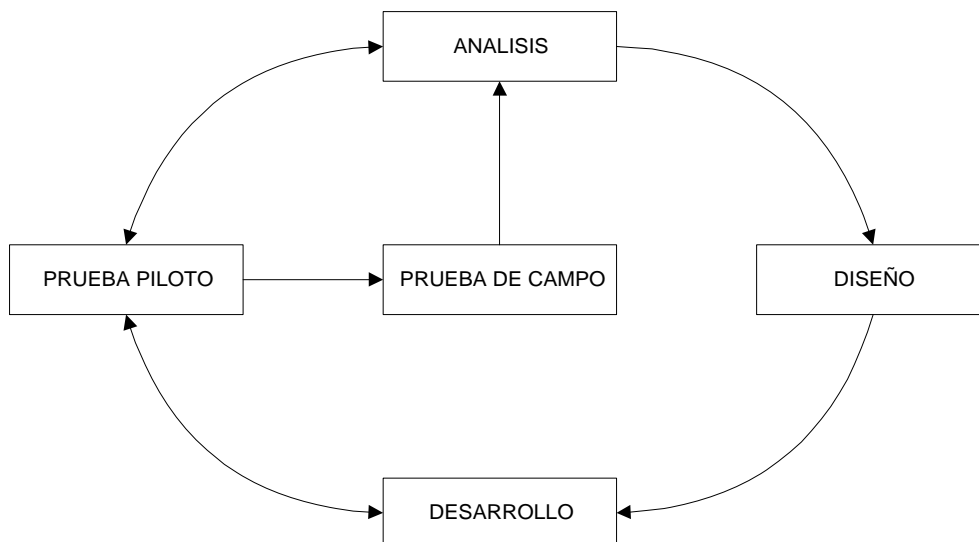 ANALISIS
PRUEBA PILOTO
PRUEBA DE CAMPO
DISEÑO
DESARROLLO